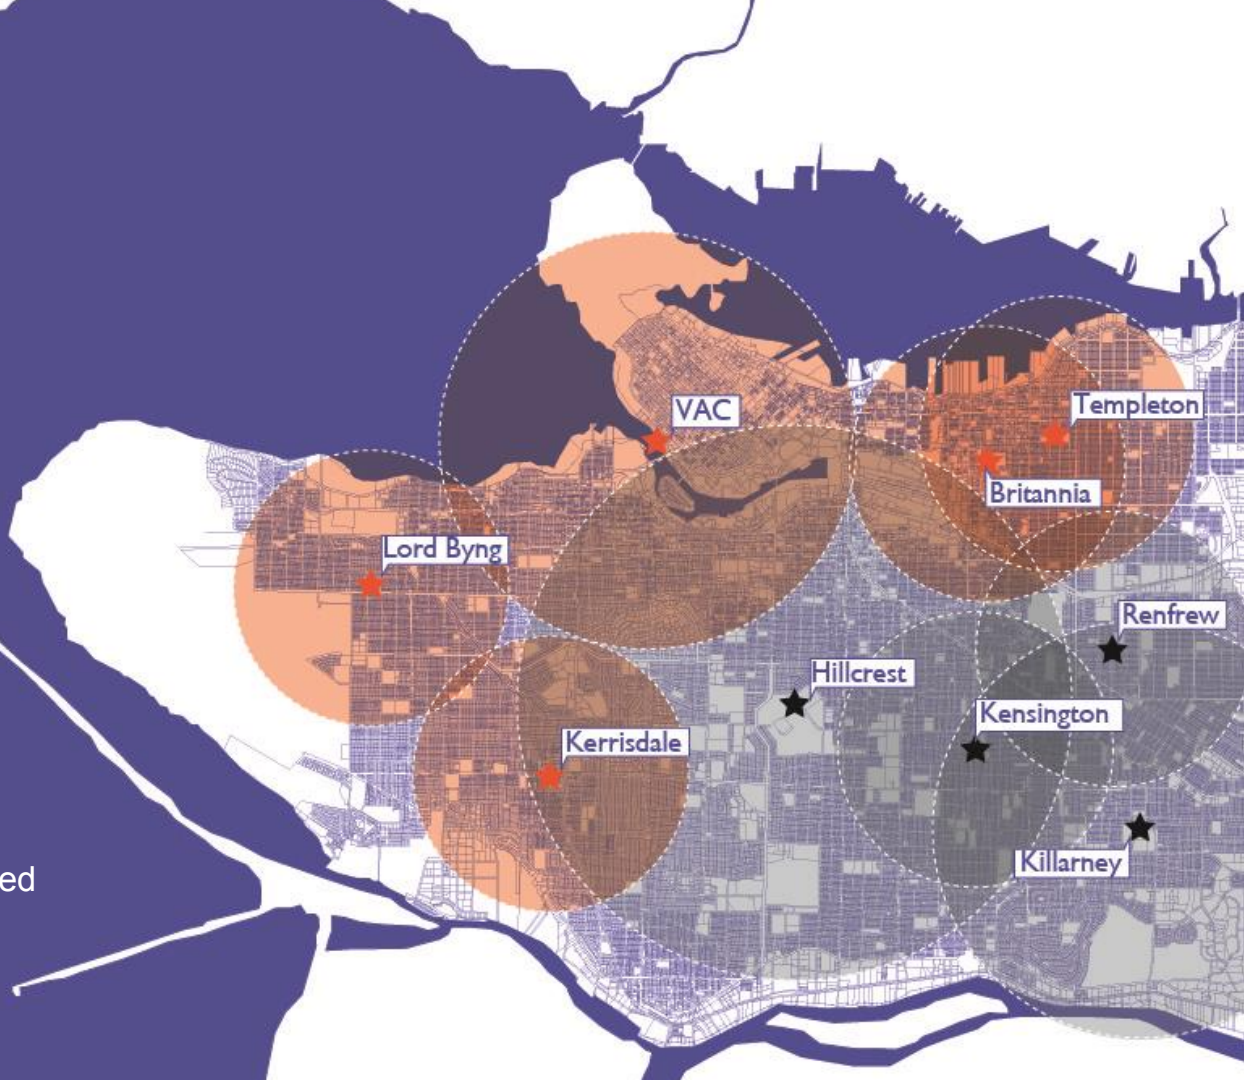 VAC
Templeton
Britannia
Lord Byng
Renfrew
Hillcrest
Kensington
Kerrisdale
Killarney
ed